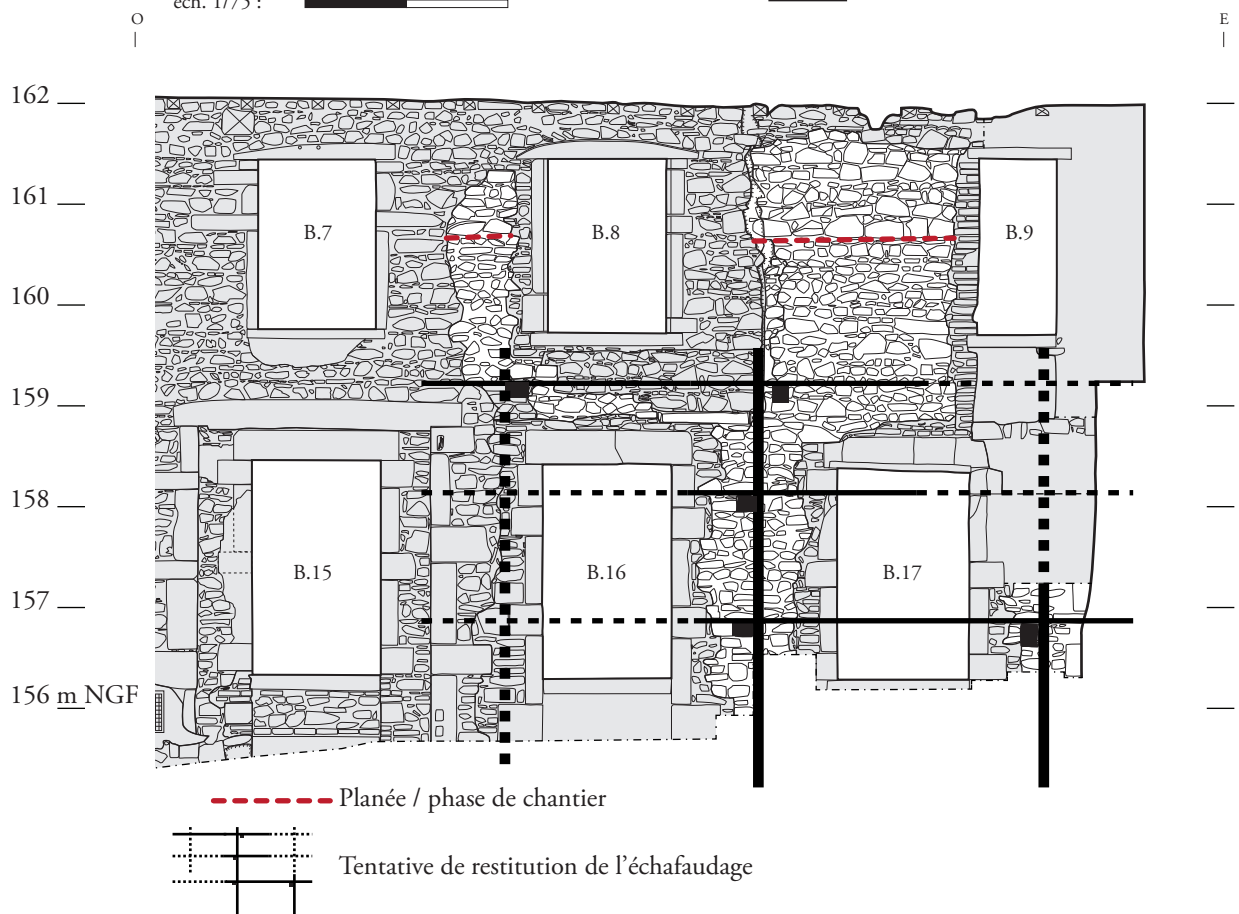 éch. 1/75 :
O
E
162
161
160
159
158
157
156 m NGF
B.7
B.8
B.9
B.15
B.16
B.17
Planée / phase de chantier
Tentative de restitution de l’échafaudage